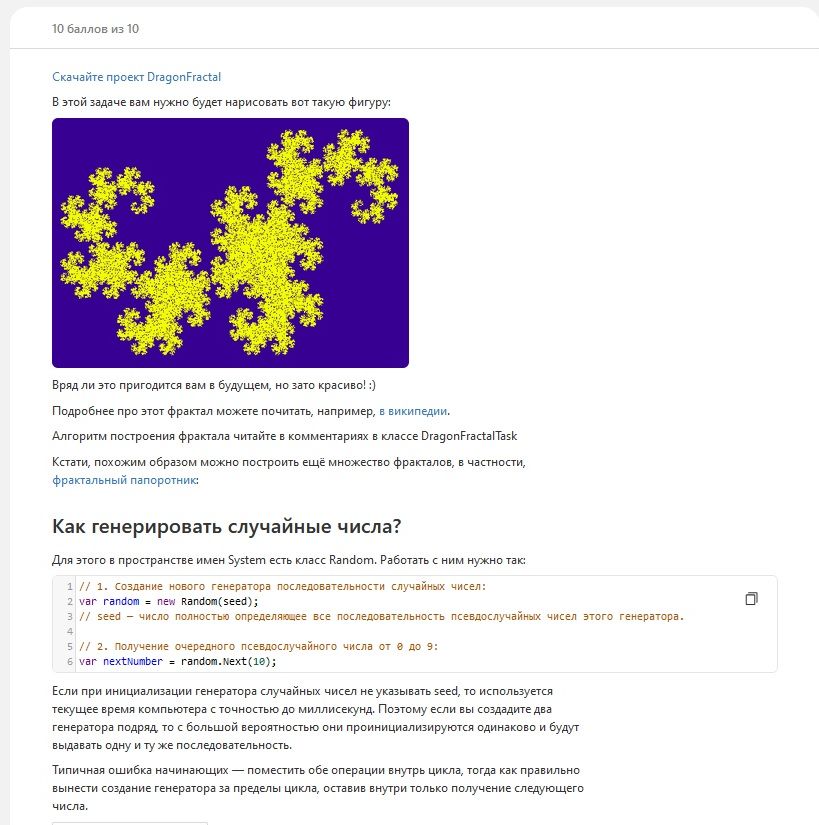 10 баллов из 10
Скачайте проект DragonFractal
В этой задаче вам нужно будет нарисовать вот такую фигуру:
Вряд ли это пригодится вам в будущем, но зато красиво! :)
Подробнее про этот фрактал можете почитать, например, в википедии.
Алгоритм построения фрактала читайте в комментариях в классе DragonFractalTask
Кстати, похожим образом можно построить ещё множество фракталов, в частности,
фрактальный папоротник:
Как генерировать случайные числа?
Для этого в пространстве имен System есть класс Random. Работать с ним нужно так:
1 // 1. Создание нового генератора последовательности случайных чисел:
2 var random = new Random(seed);
3 // seed — число полностью определяющее все последовательность псевдослучайных чисел этого генератора.
4
5 // 2. Получение очередного псевдослучайного числа от 0 до 9:
6 var nextNumber = random.Next(10);
Если при инициализации генератора случайных чисел не указывать seed, то используется
текущее время компьютера с точностью до миллисекунд. Поэтому если вы создадите два
генератора подряд, то с большой вероятностью они проинициализируются одинаково и будут
выдавать одну и ту же последовательность.
Типичная ошибка начинающих — поместить обе операции внутрь цикла, тогда как правильно
вынести создание генератора за пределы цикла, оставив внутри только получение следующего
числа.